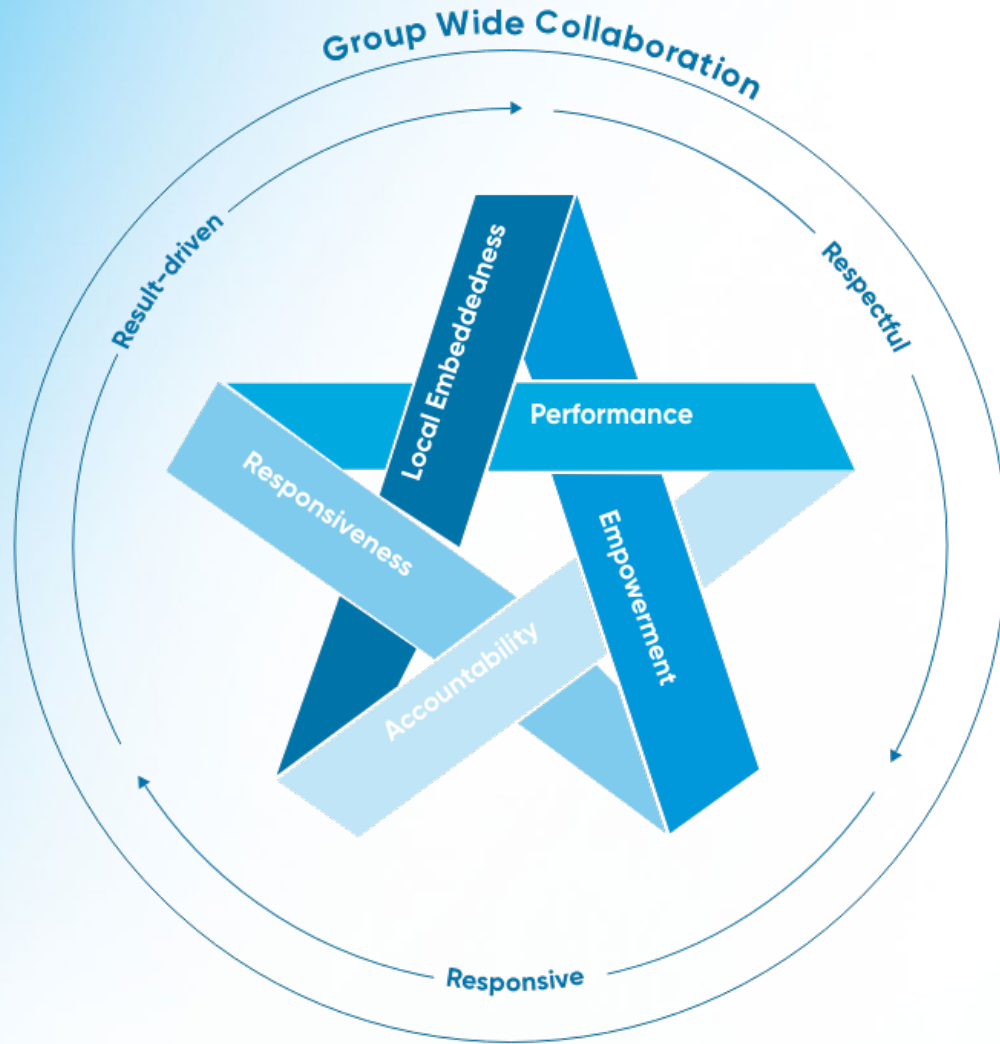 Group Wide Collaboration
Result-driven
Respectful
Local Embeddedness
Performance
Responsiveness
Empowerment
Accountability
Responsive